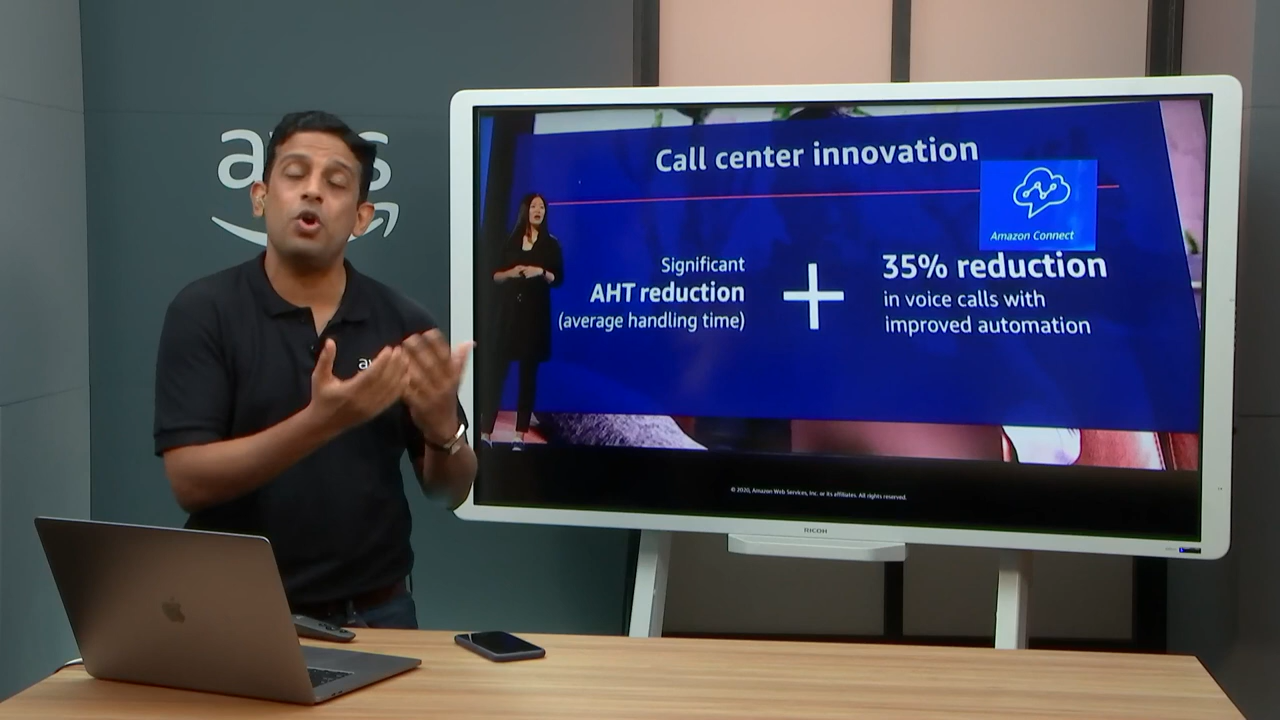 aws
aws
Call center innovation
Amazon Connect
Significant
AHT reduction
(average handling time)
+
35% reduction
in voice calls with
improved automation
© 2020, Amazon Web Services, Inc. or its affiliates. All rights reserved.
RICOH